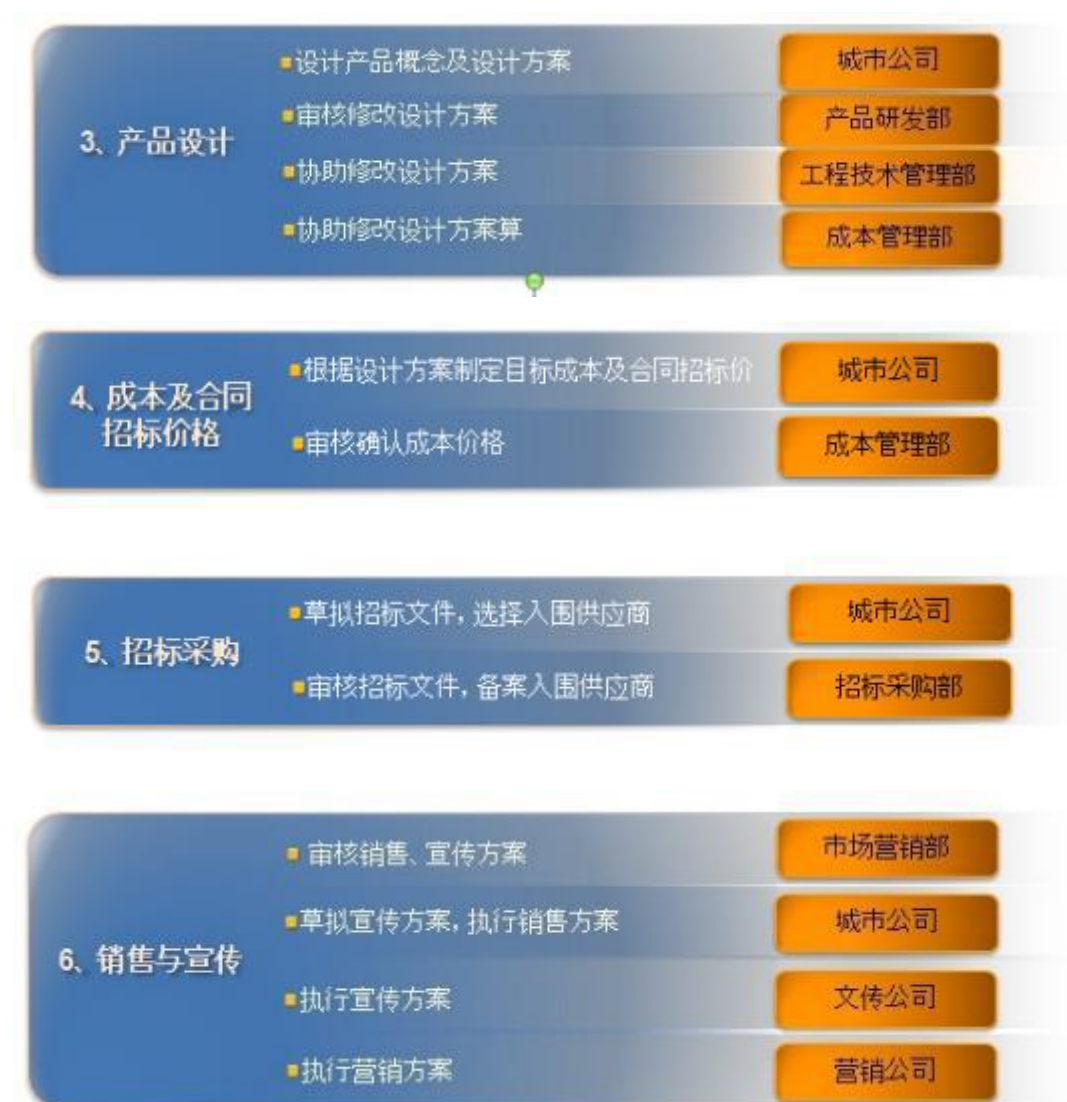 设计产品概念及设计方案 城市公司
审核修改设计方案 产品研发部
3、产品设计
协助修改设计方案 工程技术管理部
协助修改设计方案算 成本管理部
根据设计方案制定目标成本及合同招标价 城市公司
4、成本及合同
招标价格
审核确认成本价格 成本管理部
草拟招标文件，选择入围供应商 城市公司
5、招标采购
审核招标文件，备案入围供应商 招标采购部
审核销售、宣传方案 市场营销部
草拟宣传方案，执行销售方案 城市公司
6、销售与宣传
执行宣传方案 文传公司
执行营销方案 营销公司